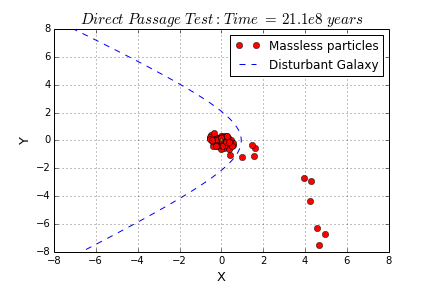 Direct Passage Test : Time = 21.1e8 years
Massless particles
Disturbant Galaxy
8
6
4
2
0
−2
−4
−6
−8
Y
−8 −6 −4 −2 0 2 4 6 8
X